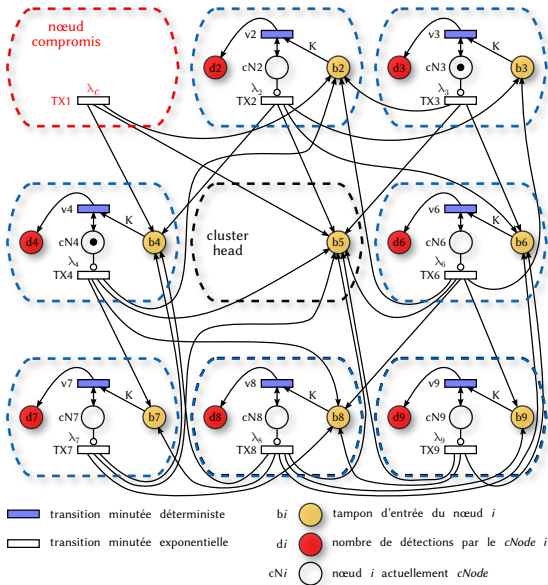 nœud
compromis
λC
TX1
v2
K
d2
cN2
b2
λ2
TX2
v3
K
d3
cN3
b3
λ3
TX3
v4
K
d4
cN4
b4
λ4
TX4
cluster
head
b5
v6
K
d6
cN6
b6
λ6
TX6
v7
K
d7
cN7
b7
λ7
TX7
v8
K
d8
cN8
b8
λ8
TX8
v9
K
d9
cN9
b9
λ9
TX9
transition minutée déterministe
bi tampon d'entrée du nœud i
transition minutée exponentielle
di nombre de détections par le cNode i
cNi nœud i actuellement cNode